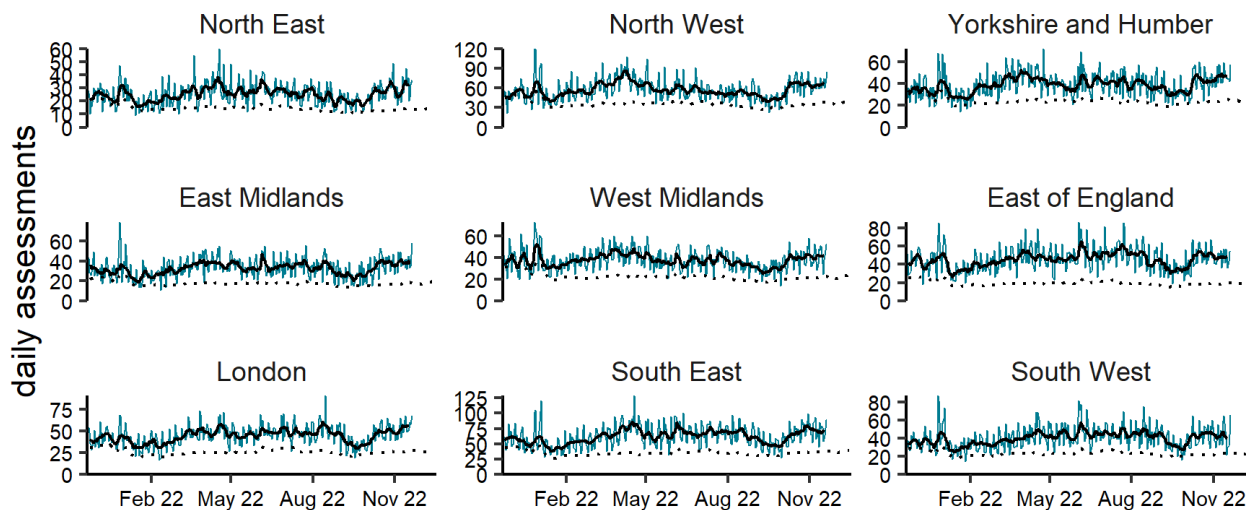 North East North West Yorkshire and Humber
60 50 40 30 20 10 0
120 90 60 30 0
60 40 20 0
daily assessments
East Midlands West Midlands East of England
60 40 20 0
60 40 20 0
80 60 40 20 0
London South East South West
75 50 25 0
125 100 75 50 25 0
80 60 40 20 0
Feb 22 May 22 Aug 22 Nov 22 Feb 22 May 22 Aug 22 Nov 22 Feb 22 May 22 Aug 22 Nov 22